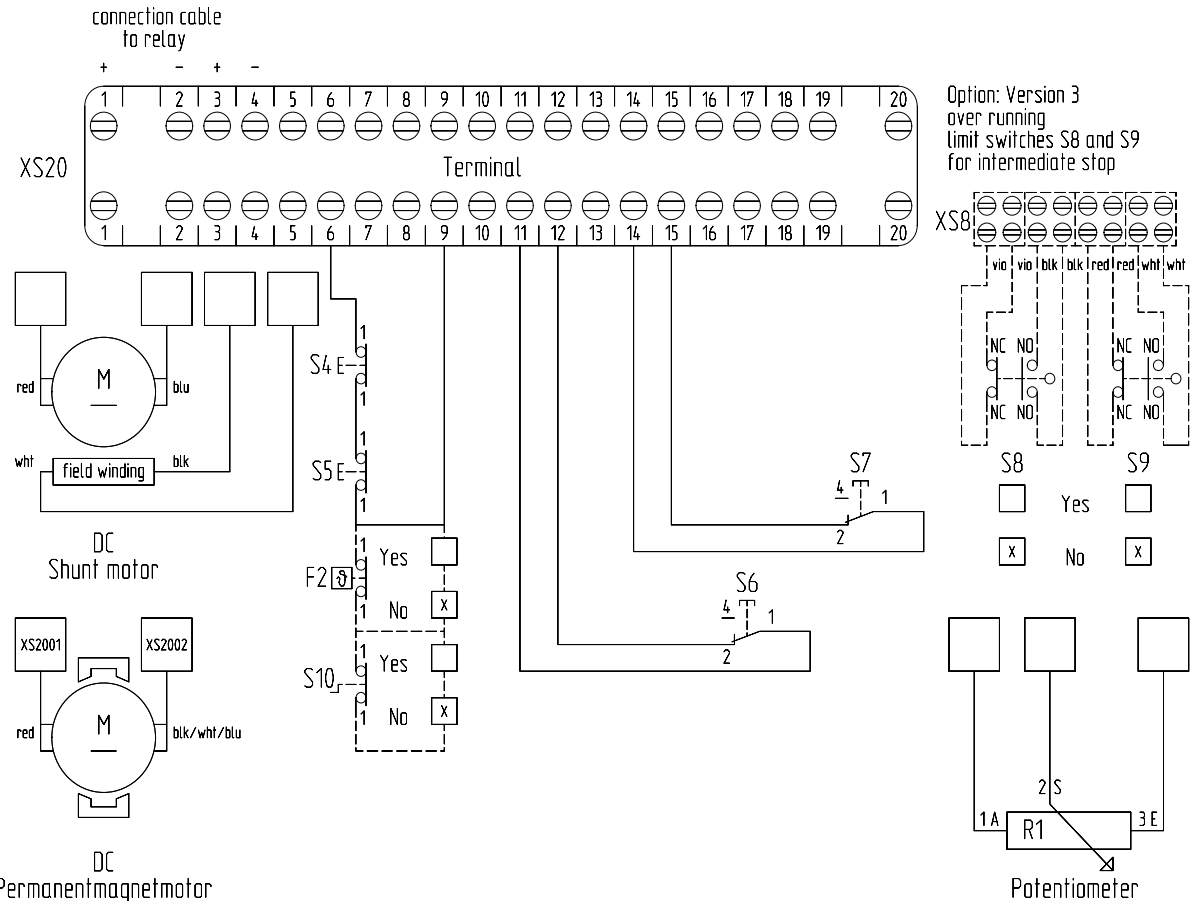 connection cable
to relay
+ - + -
1 2 3 4 5 6 7 8 9 10 11 12 13 14 15 16 17 18 19 20
XS20
Terminal
1 2 3 4 5 6 7 8 9 10 11 12 13 14 15 16 17 18 19 20
Option: Version 3
over running
limit switches S8 and S9
for intermediate stop
XS8
vio vio blk blk red red wht wht
NC NO NC NO
NC NO NC NO
S8 S9
Yes
x No x
M
red blu
wht blk
field winding
DC
Shunt motor
1
S4 E
1
1
S5 E
1
1
F2 ϑ
1
Yes
No x
1
S10
1
Yes
No x
S7
4 1
2
S6
4 1
2
XS2001 XS2002
M
red blk/wht/blu
DC
Permanentmagnetmotor
2 S
1 A 3 E
R1
Potentiometer